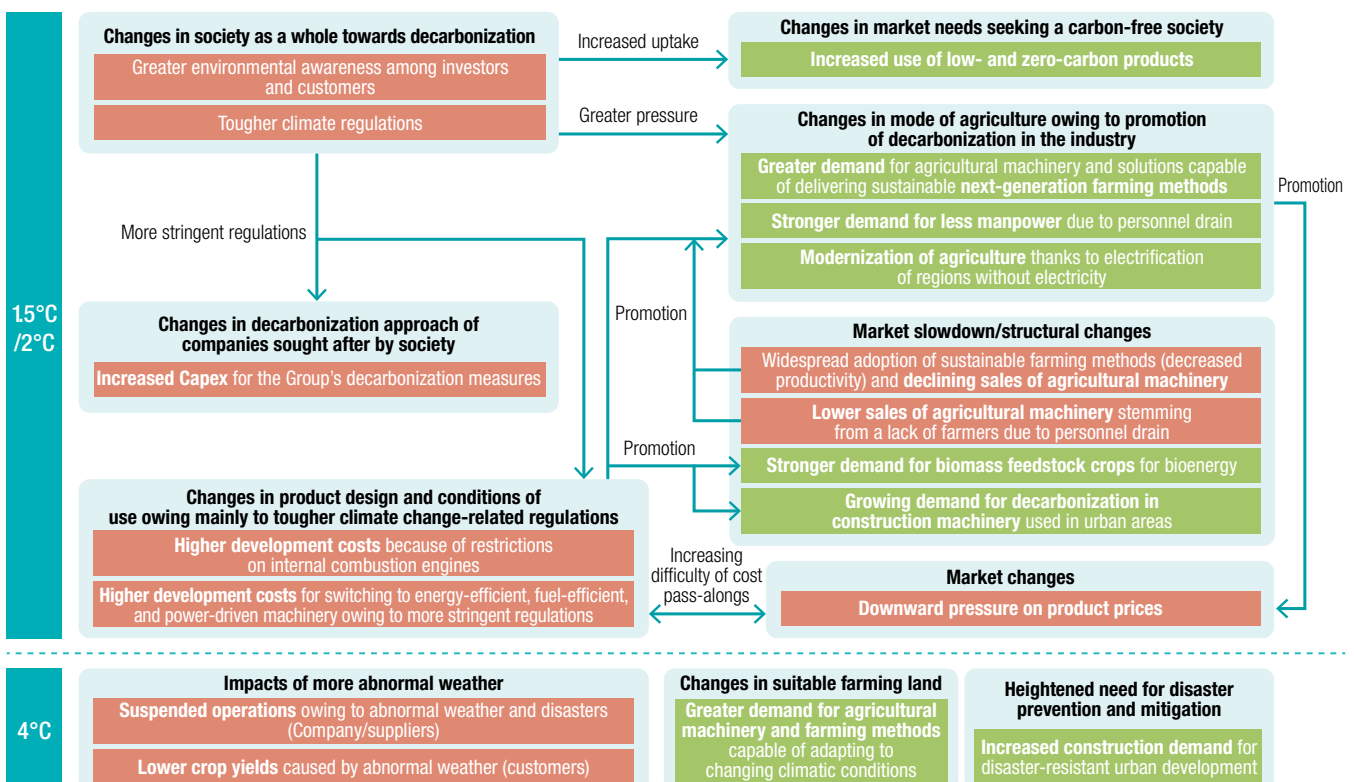 1.5°C
/2°C
Changes in society as a whole towards decarbonization
Greater environmental awareness among investors
and customers
Tougher climate regulations
Increased uptake
Greater pressure
More stringent regulations
Changes in market needs seeking a carbon-free society
Increased use of low- and zero-carbon products
Changes in mode of agriculture owing to promotion
of decarbonization in the industry
Greater demand for agricultural machinery and solutions capable
of delivering sustainable next-generation farming methods
Stronger demand for less manpower due to personnel drain
Modernization of agriculture thanks to electrification
of regions without electricity
Promotion
Changes in decarbonization approach of
companies sought after by society
Increased Capex for the Group's decarbonization measures
Promotion
Market slowdown/structural changes
Widespread adoption of sustainable farming methods (decreased
productivity) and declining sales of agricultural machinery
Lower sales of agricultural machinery stemming
from a lack of farmers due to personnel drain
Promotion
Stronger demand for biomass feedstock crops for bioenergy
Growing demand for decarbonization in
construction machinery used in urban areas
Changes in product design and conditions of
use owing mainly to tougher climate change-related regulations
Higher development costs because of restrictions
on internal combustion engines
Higher development costs for switching to energy-efficient, fuel-efficient,
and power-driven machinery owing to more stringent regulations
Increasing
difficulty of cost
pass-alongs
Market changes
Downward pressure on product prices
4°C
Impacts of more abnormal weather
Suspended operations owing to abnormal weather and disasters
(Company/suppliers)
Lower crop yields caused by abnormal weather (customers)
Changes in suitable farming land
Greater demand for agricultural
machinery and farming methods
capable of adapting to
changing climatic conditions
Heightened need for disaster
prevention and mitigation
Increased construction demand for
disaster-resistant urban development